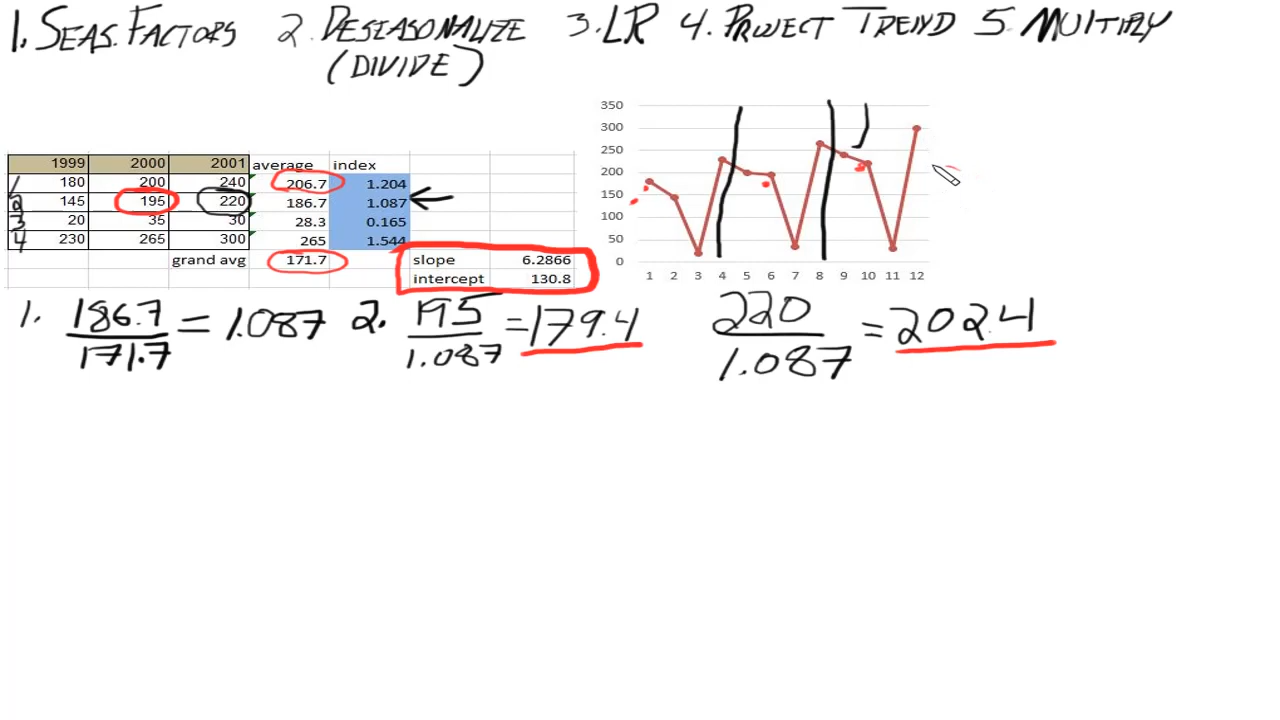 1. SEAS. FACTORS 2. DESEASONALIZE 3. LR 4. PROJECT TREND 5. MULTIPLY
(DIVIDE)
1999 2000 2001 average index
1 180 200 240 206.7 1.204
2 145 195 220 186.7 1.087
3 20 35 30 28.3 0.165
4 230 265 300 265 1.544
grand avg 171.7 slope 6.2866
intercept 130.8
350
300
250
200
150
100
50
0
1 2 3 4 5 6 7 8 9 10 11 12
1. 186.7 / 171.7 = 1.087 2. 195 / 1.087 = 179.4 220 / 1.087 = 202.4